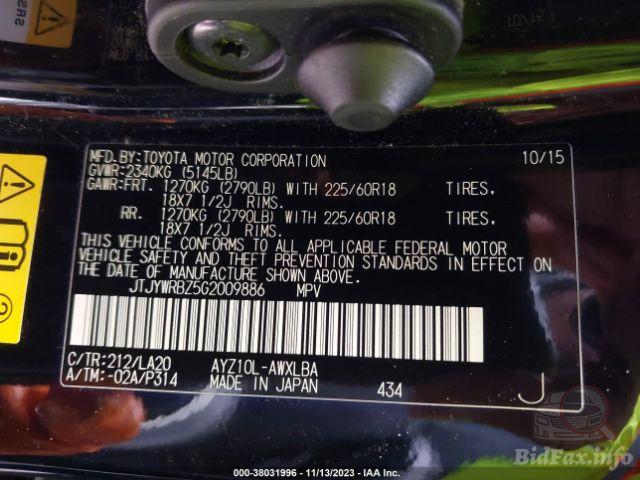 SRS
10/15
MFD.BY:TOYOTA MOTOR CORPORATION 10/15
GVWR:2340KG (5145LB)
GAWR:FRT. 1270KG (2790LB) WITH 225/60R18 TIRES,
18X7 1/2J RIMS.
RR. 1270KG (2790LB) WITH 225/60R18 TIRES,
18X7 1/2J RIMS.
THIS VEHICLE CONFORMS TO ALL APPLICABLE FEDERAL MOTOR
VEHICLE SAFETY AND THEFT PREVENTION STANDARDS IN EFFECT ON
THE DATE OF MANUFACTURE SHOWN ABOVE.
JTJYWRBZ5G2009886 MPV
C/TR:212/LA20 AYZ10L-AWXLBA
A/TM:-02A/P314 MADE IN JAPAN 434 J
BidFax.info
000-38031996 - 11/13/2023 - IAA Inc.